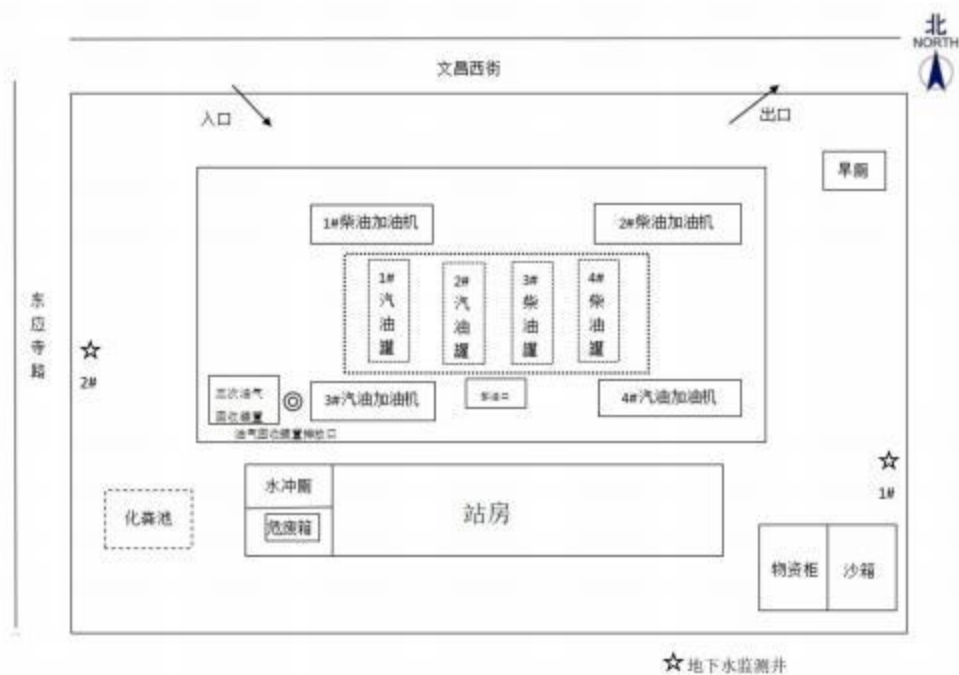 北
NORTH
文昌西街
入口
出口
旱厕
1#柴油加油机
2#柴油加油机
1#汽油罐
2#汽油罐
3#柴油罐
4#柴油罐
东应寺路
2#
三次油气
回收装置
3#汽油加油机
卸油口
4#汽油加油机
油气回收装置排放口
1#
水冲厕
危废箱
站房
化粪池
物资柜
沙箱
地下水监测井